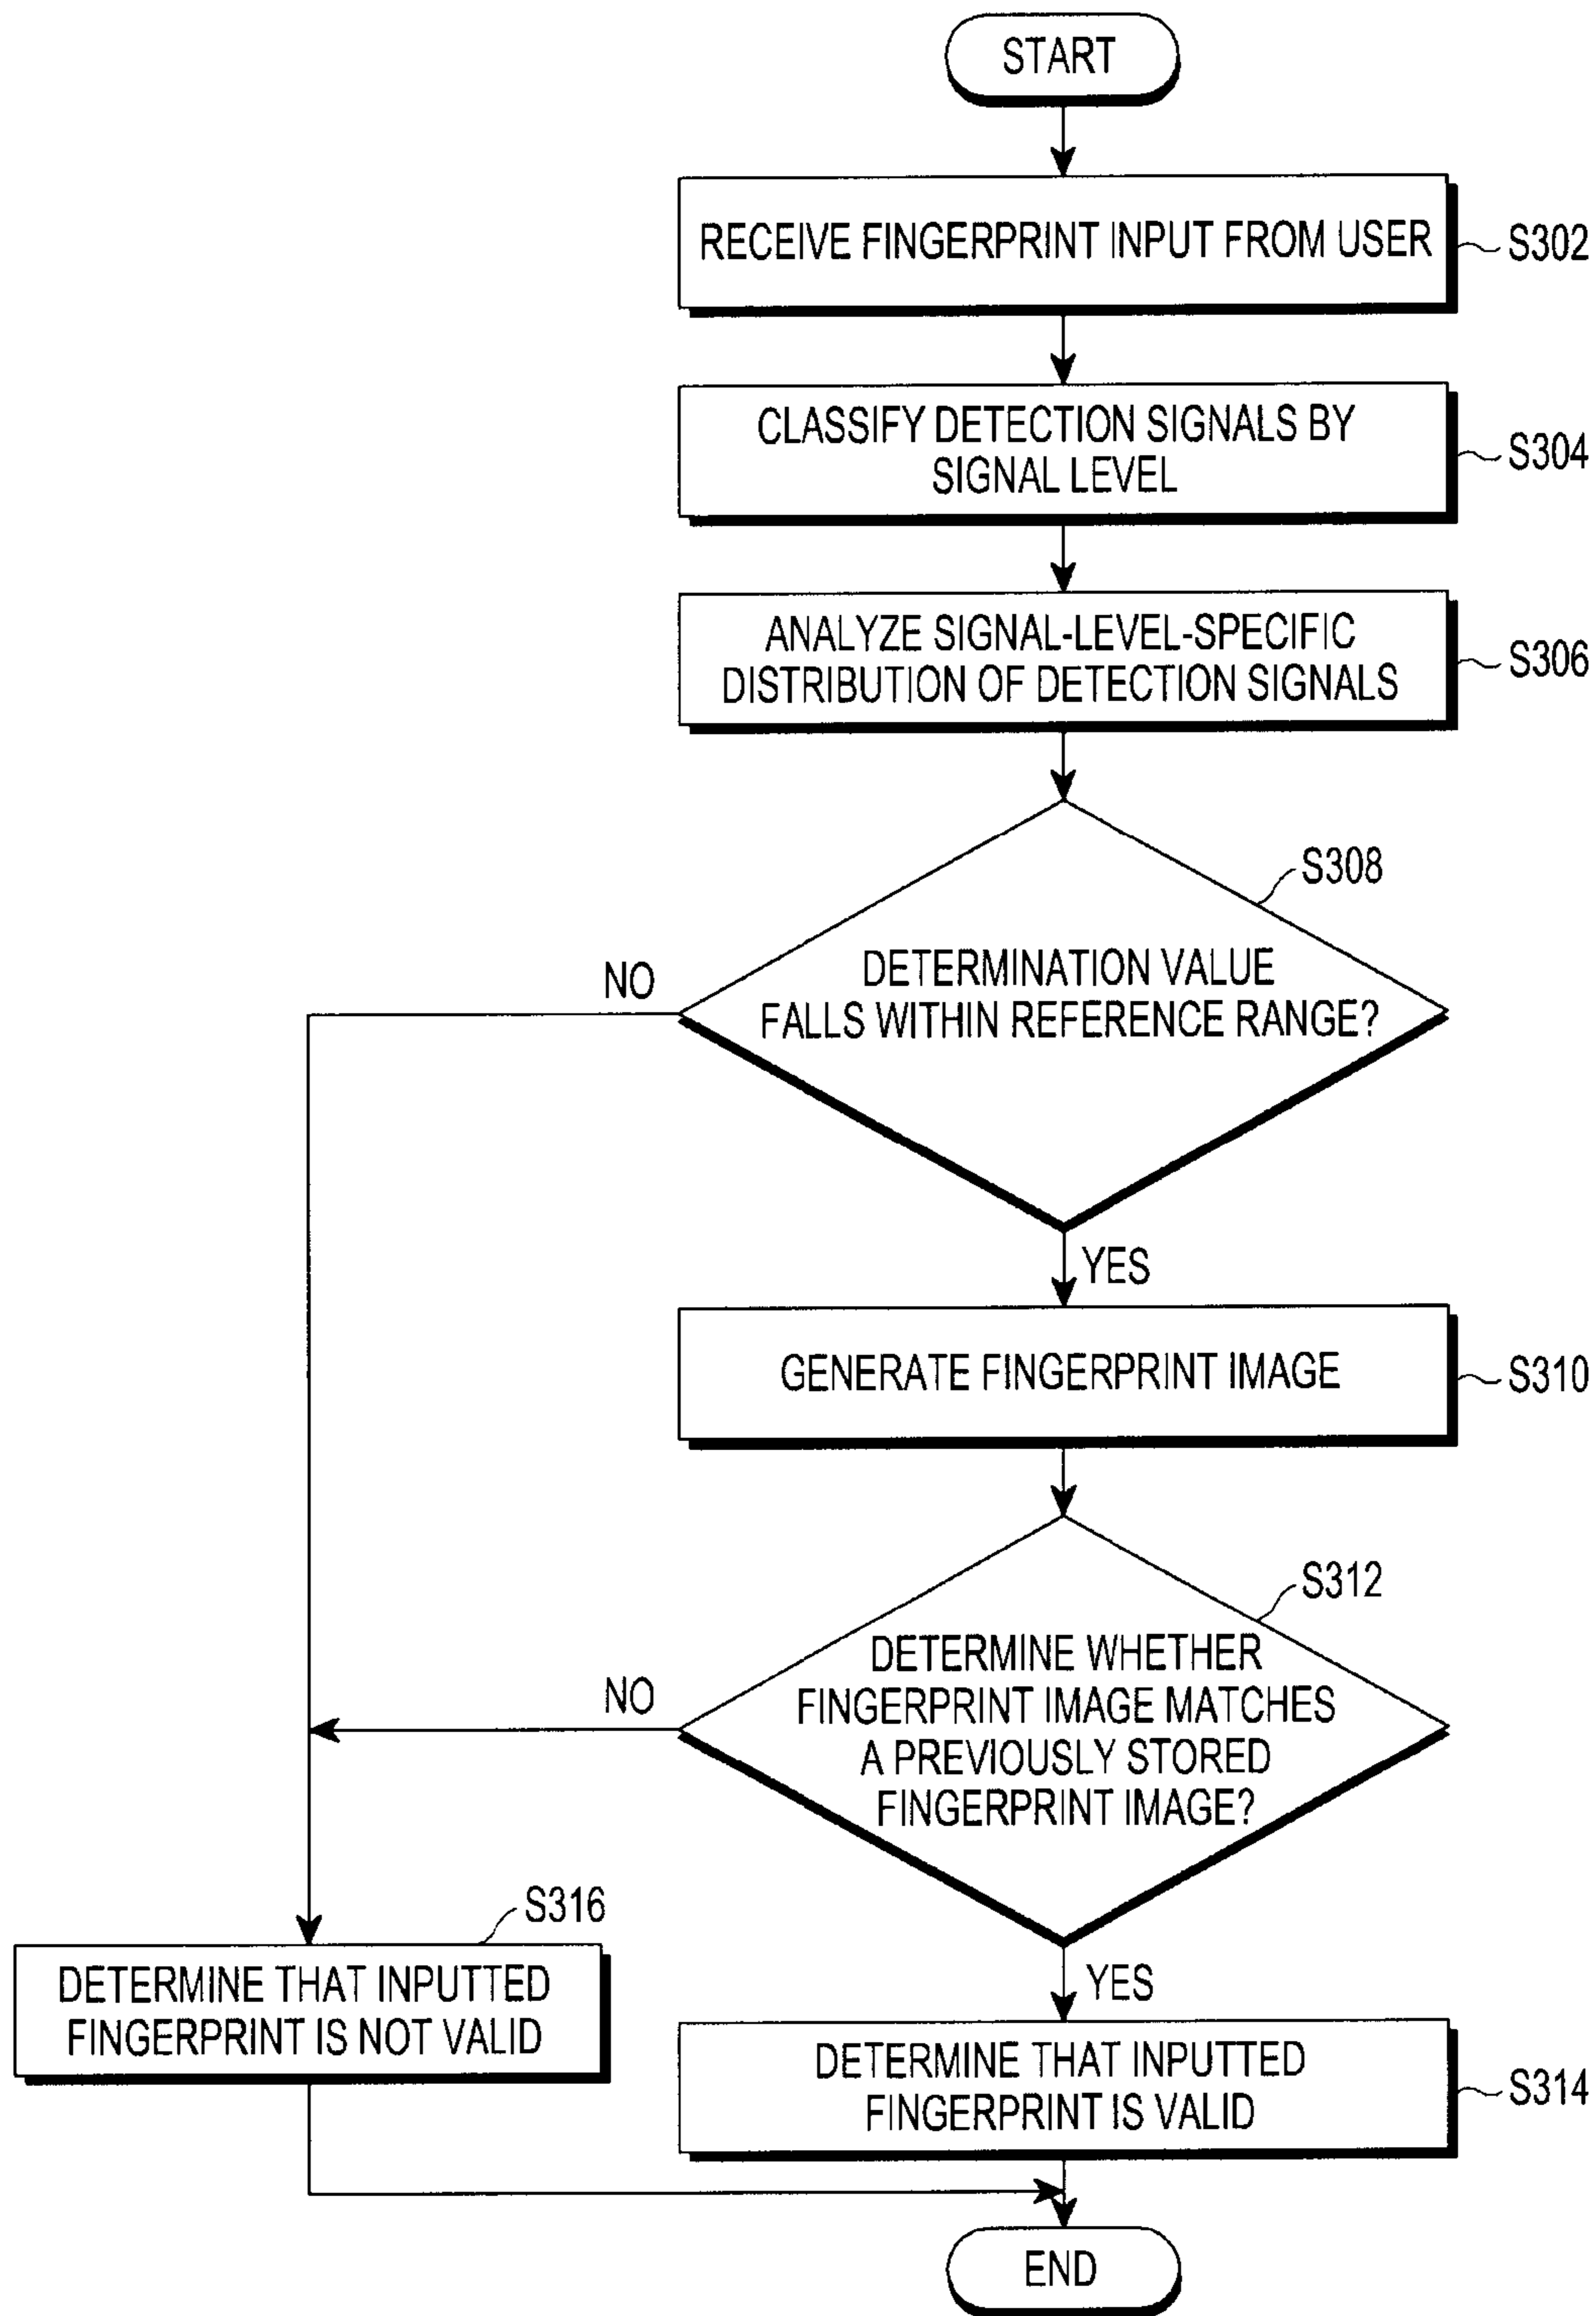 START
RECEIVE FINGERPRINT INPUT FROM USER
S302
CLASSIFY DETECTION SIGNALS BY
SIGNAL LEVEL
S304
ANALYZE SIGNAL-LEVEL-SPECIFIC
DISTRIBUTION OF DETECTION SIGNALS
S306
S308
DETERMINATION VALUE
FALLS WITHIN REFERENCE RANGE?
NO
YES
GENERATE FINGERPRINT IMAGE
S310
S312
DETERMINE WHETHER
FINGERPRINT IMAGE MATCHES
A PREVIOUSLY STORED
FINGERPRINT IMAGE?
NO
YES
S316
DETERMINE THAT INPUTTED
FINGERPRINT IS NOT VALID
DETERMINE THAT INPUTTED
FINGERPRINT IS VALID
S314
END